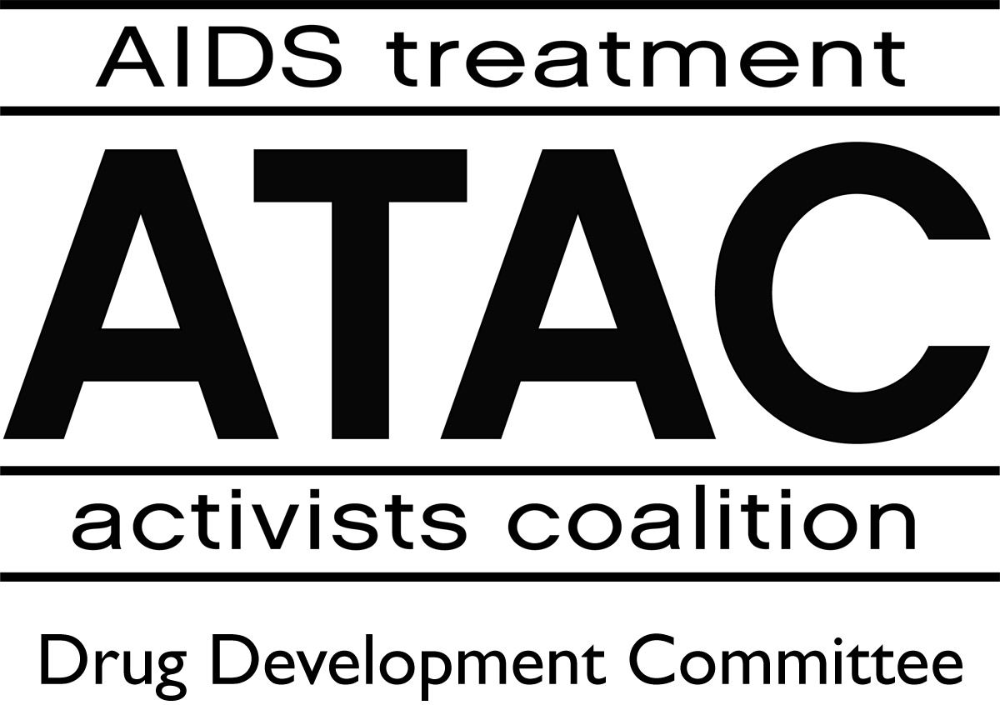 AIDS treatment
ATAC
activists coalition
Drug Development Committee